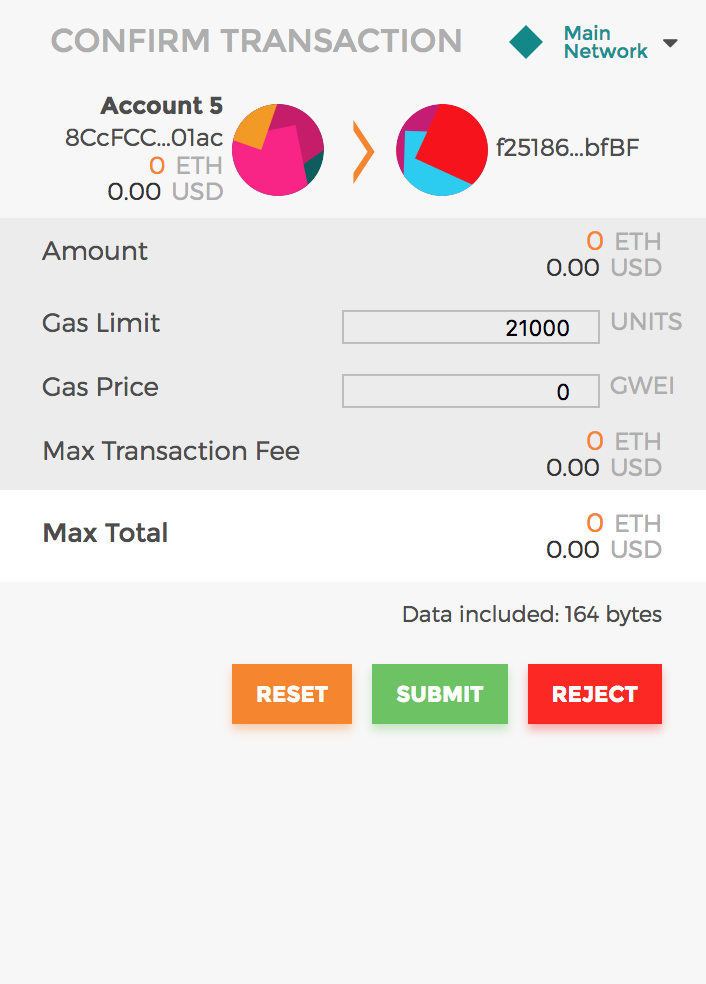 CONFIRM TRANSACTION
Main
Network
Account 5
8CcFCC...01ac
0 ETH
0.00 USD
f25186...bfBF
Amount
0 ETH
0.00 USD
Gas Limit
21000
UNITS
Gas Price
0
GWEI
Max Transaction Fee
0 ETH
0.00 USD
Max Total
0 ETH
0.00 USD
Data included: 164 bytes
RESET
SUBMIT
REJECT